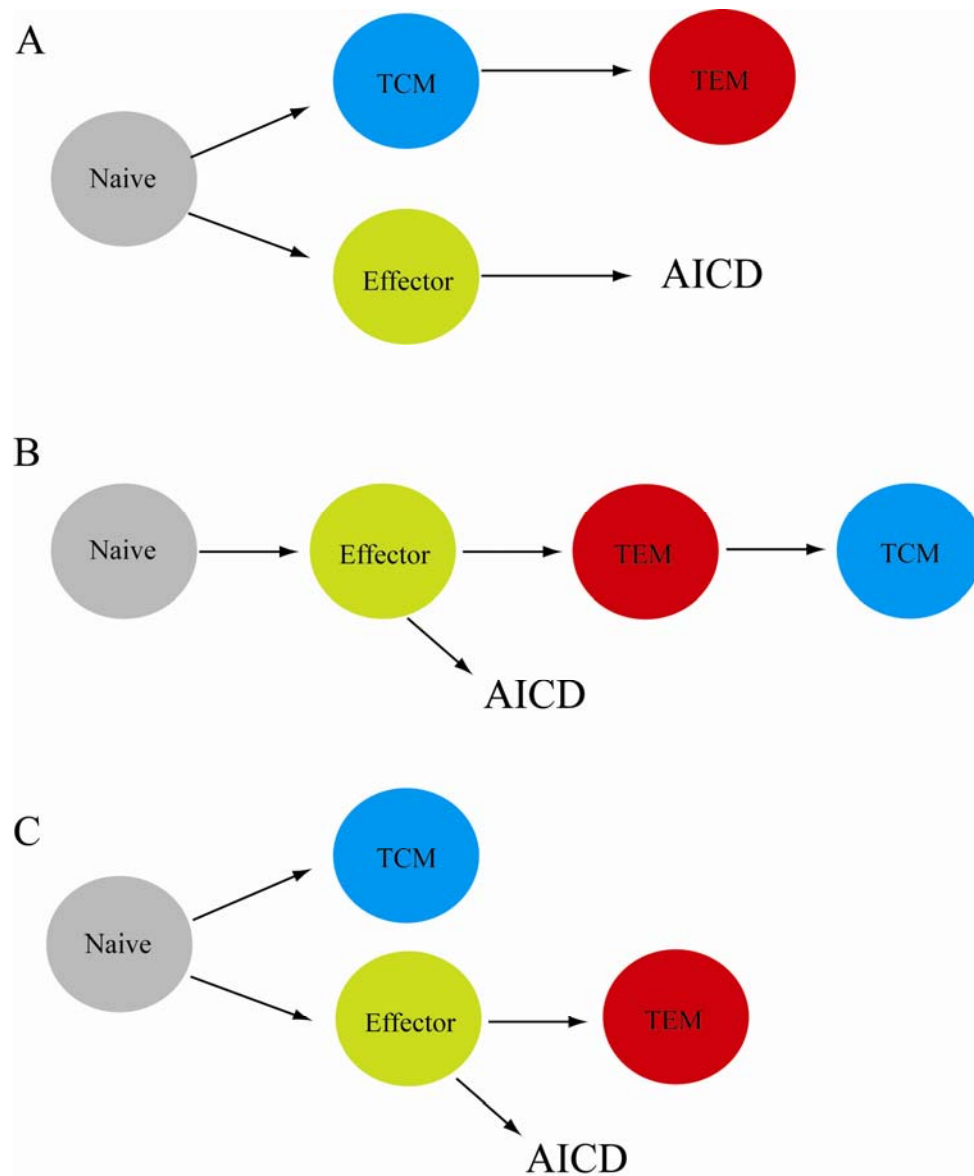 A
TCM
TEM
Naive
Effector
AICD
B
Naive
Effector
TEM
TCM
AICD
C
TCM
Naive
Effector
TEM
AICD